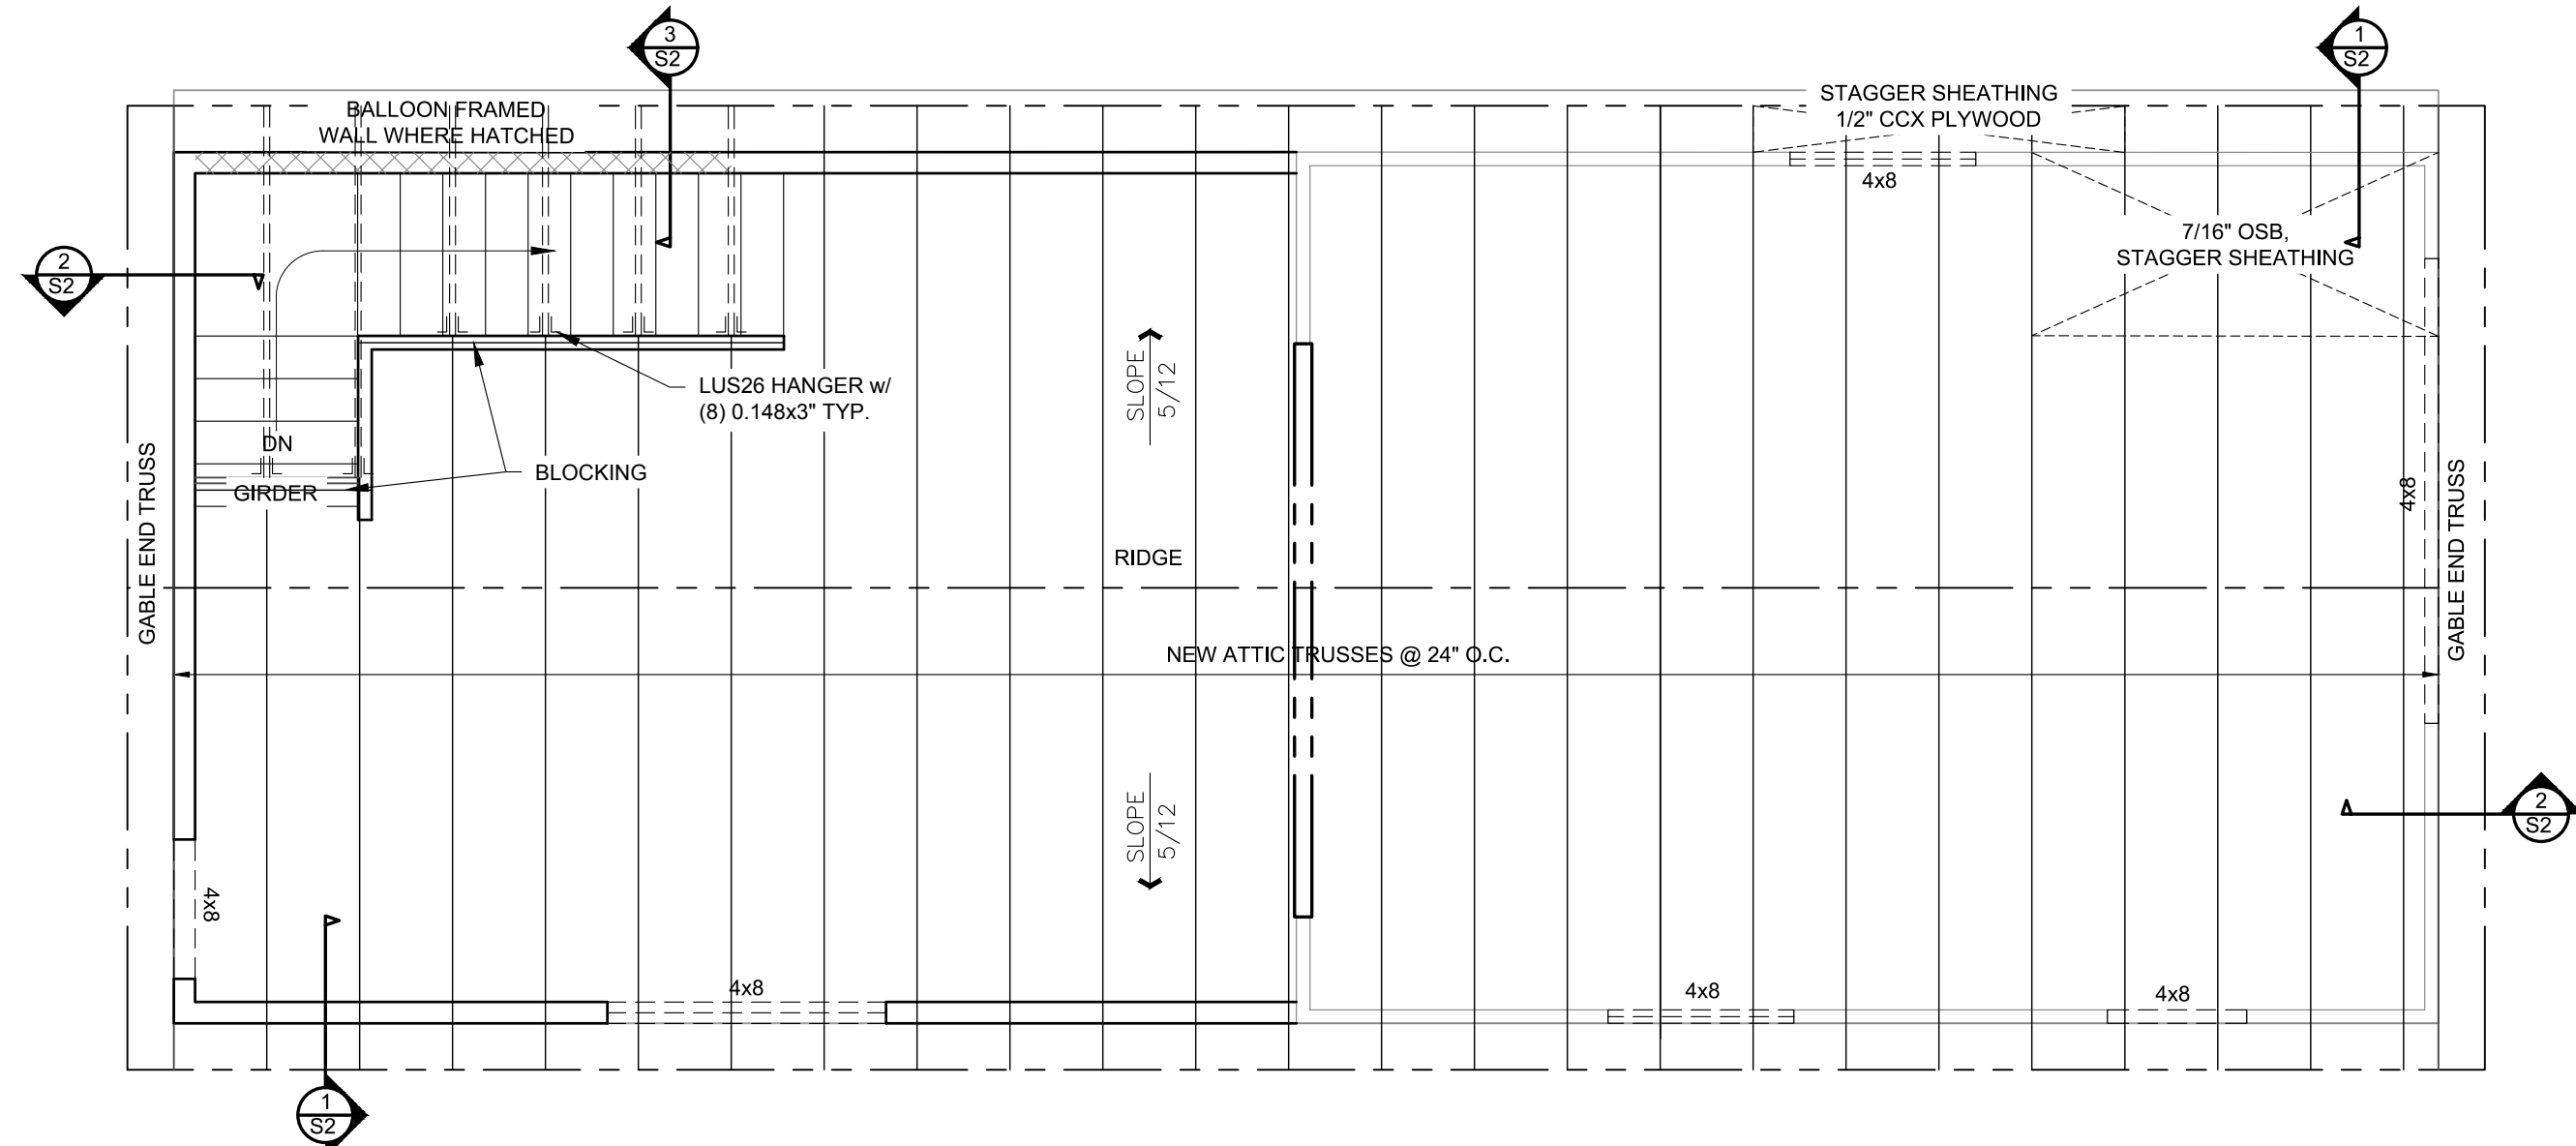 3
S2
1
S2
BALLOON FRAMED
WALL WHERE HATCHED
STAGGER SHEATHING
1/2" CCX PLYWOOD
4x8
7/16" OSB,
STAGGER SHEATHING
2
S2
SLOPE
5/12
LUS26 HANGER w/
(8) 0.148x3" TYP.
DN
BLOCKING
GIRDER
GABLE END TRUSS
4x8
GABLE END TRUSS
RIDGE
NEW ATTIC TRUSSES @ 24" O.C.
SLOPE
5/12
2
S2
4x8
4x8
4x8
4x8
1
S2